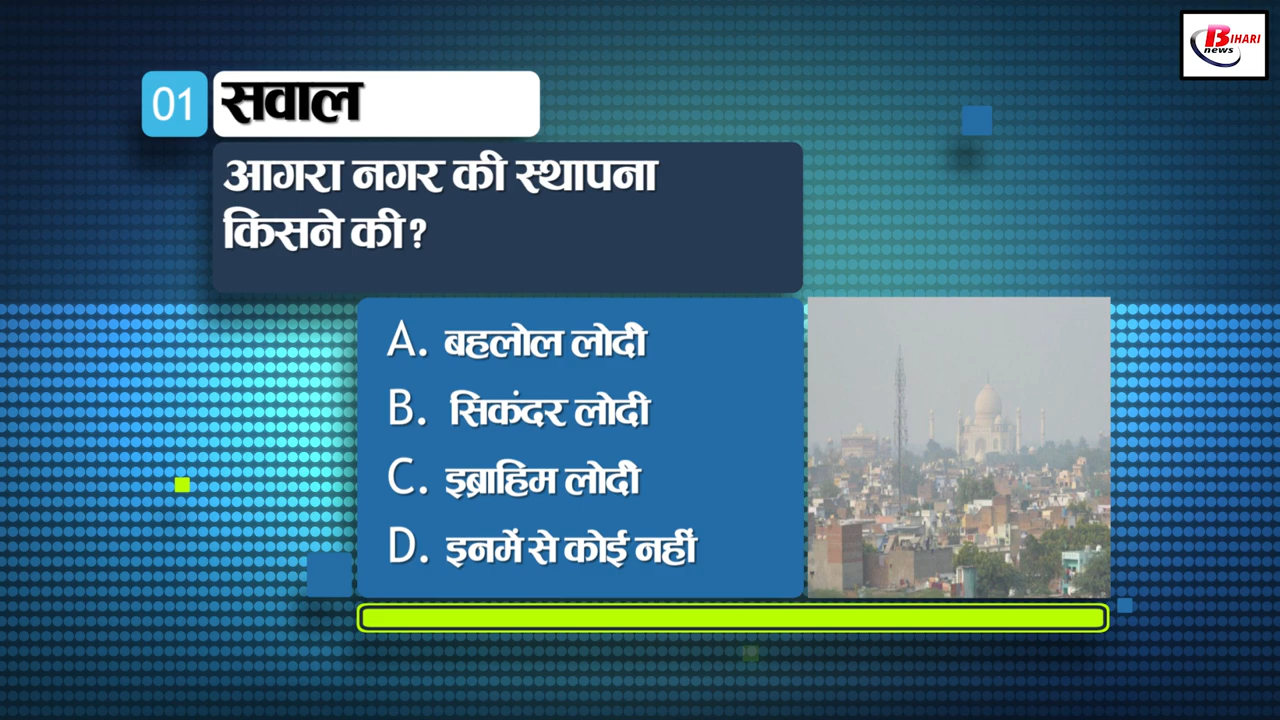 BIHARI
news
01 सवाल
आगरा नगर की स्थापना
किसने की?
A. बहलोल लोदी
B. सिकंदर लोदी
C. इब्राहिम लोदी
D. इनमें से कोई नहीं